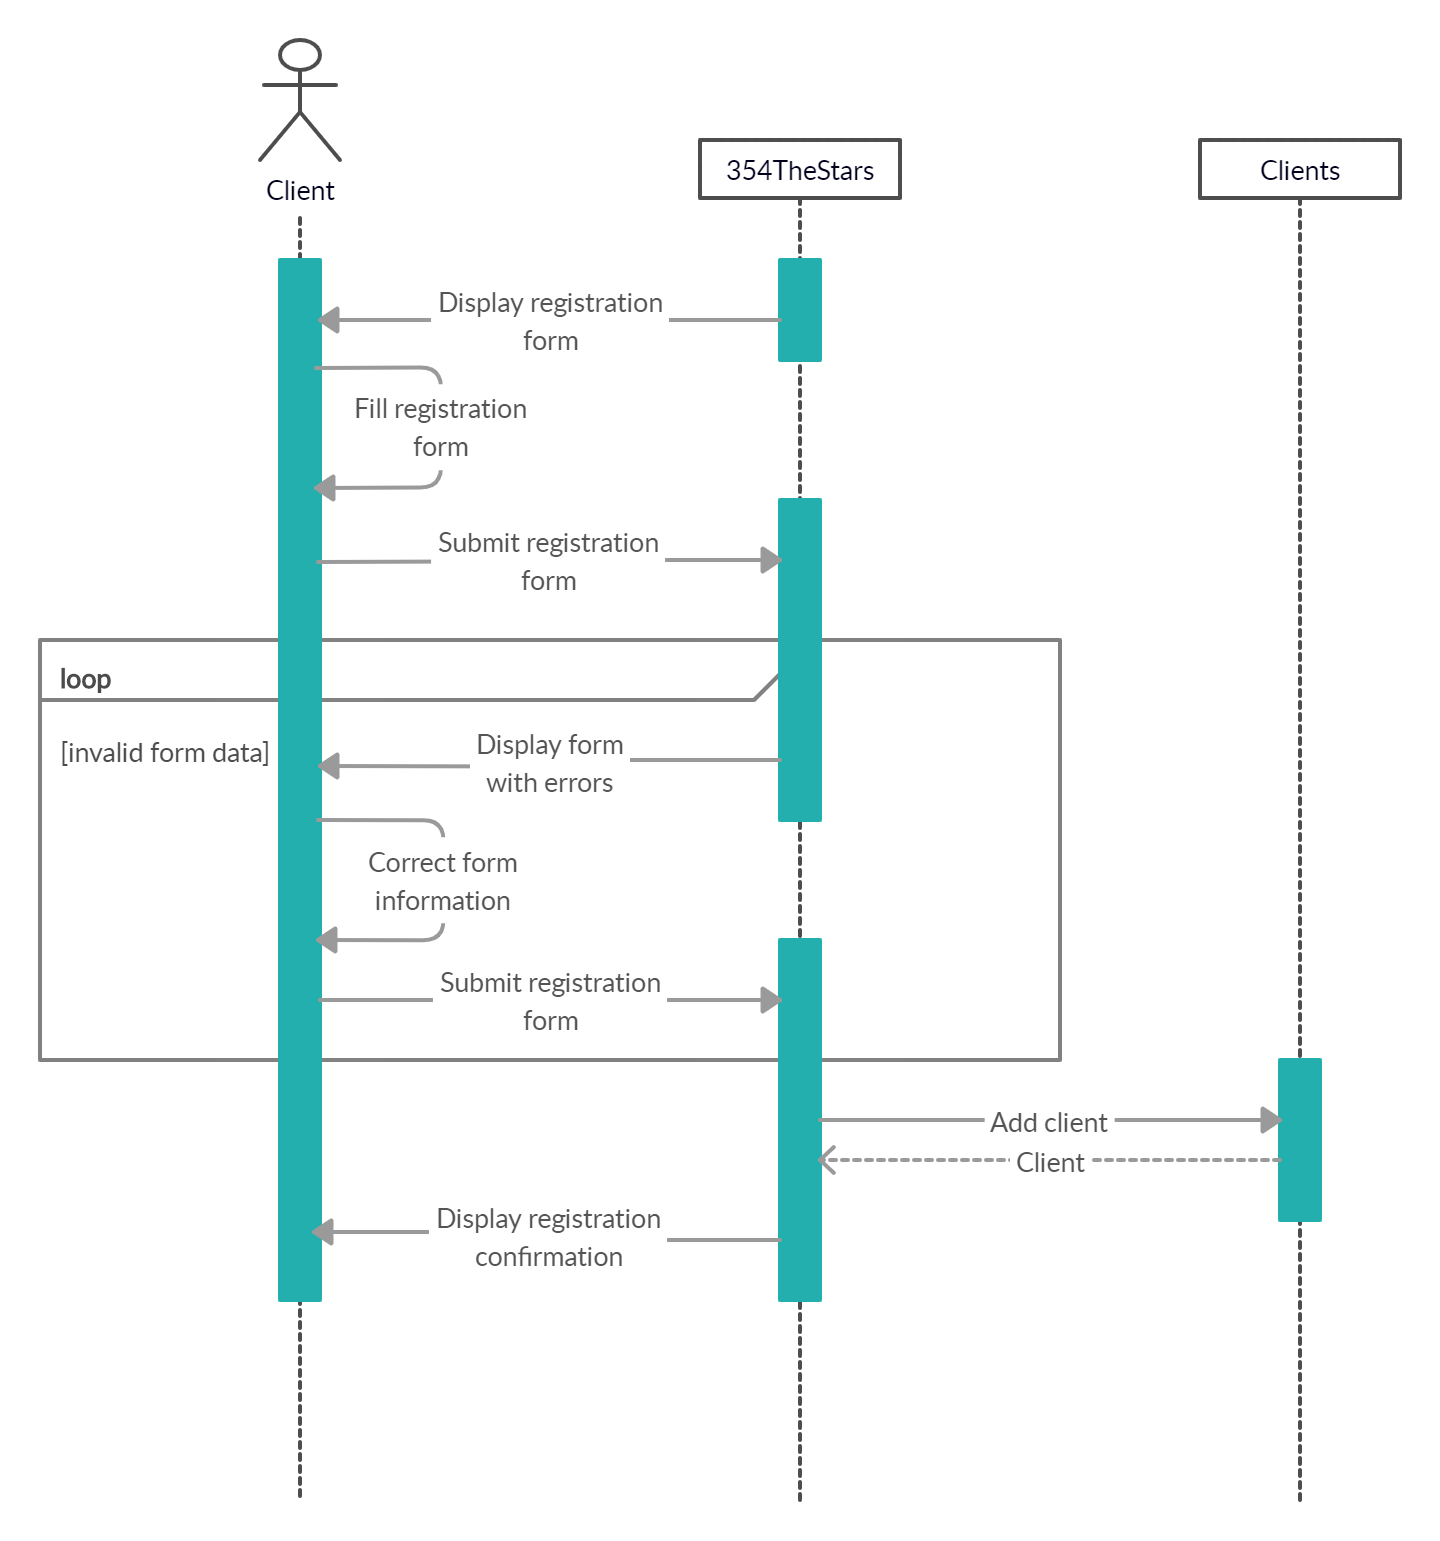 Client
354TheStars
Clients
Display registration
form
Fill registration
form
Submit registration
form
loop
[invalid form data]
Display form
with errors
Correct form
information
Submit registration
form
Add client
Client
Display registration
confirmation